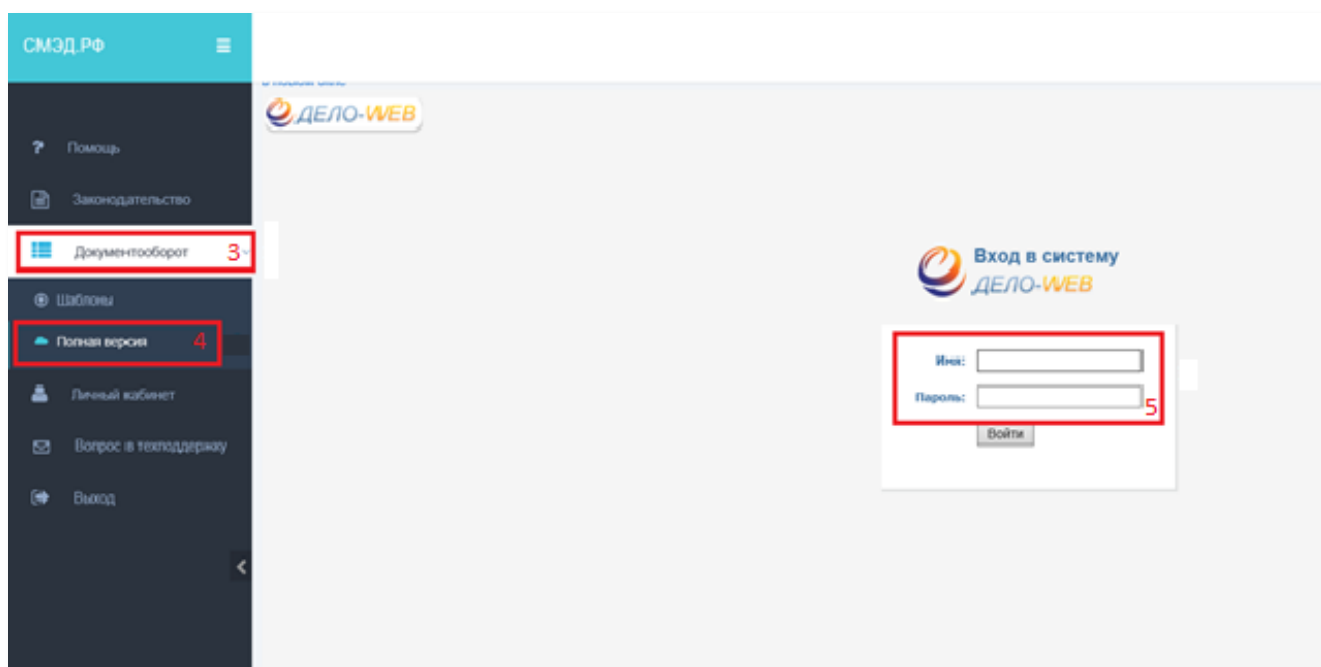 СМЭД.РФ
ДЕЛО-WEB
? Помощь
Законодательство
Документооборот 3
Шаблоны
Полная версия 4
Личный кабинет
Вопрос в техподдержку
Выход
Вход в систему
ДЕЛО-WEB
Имя:
Пароль:
5
Войти